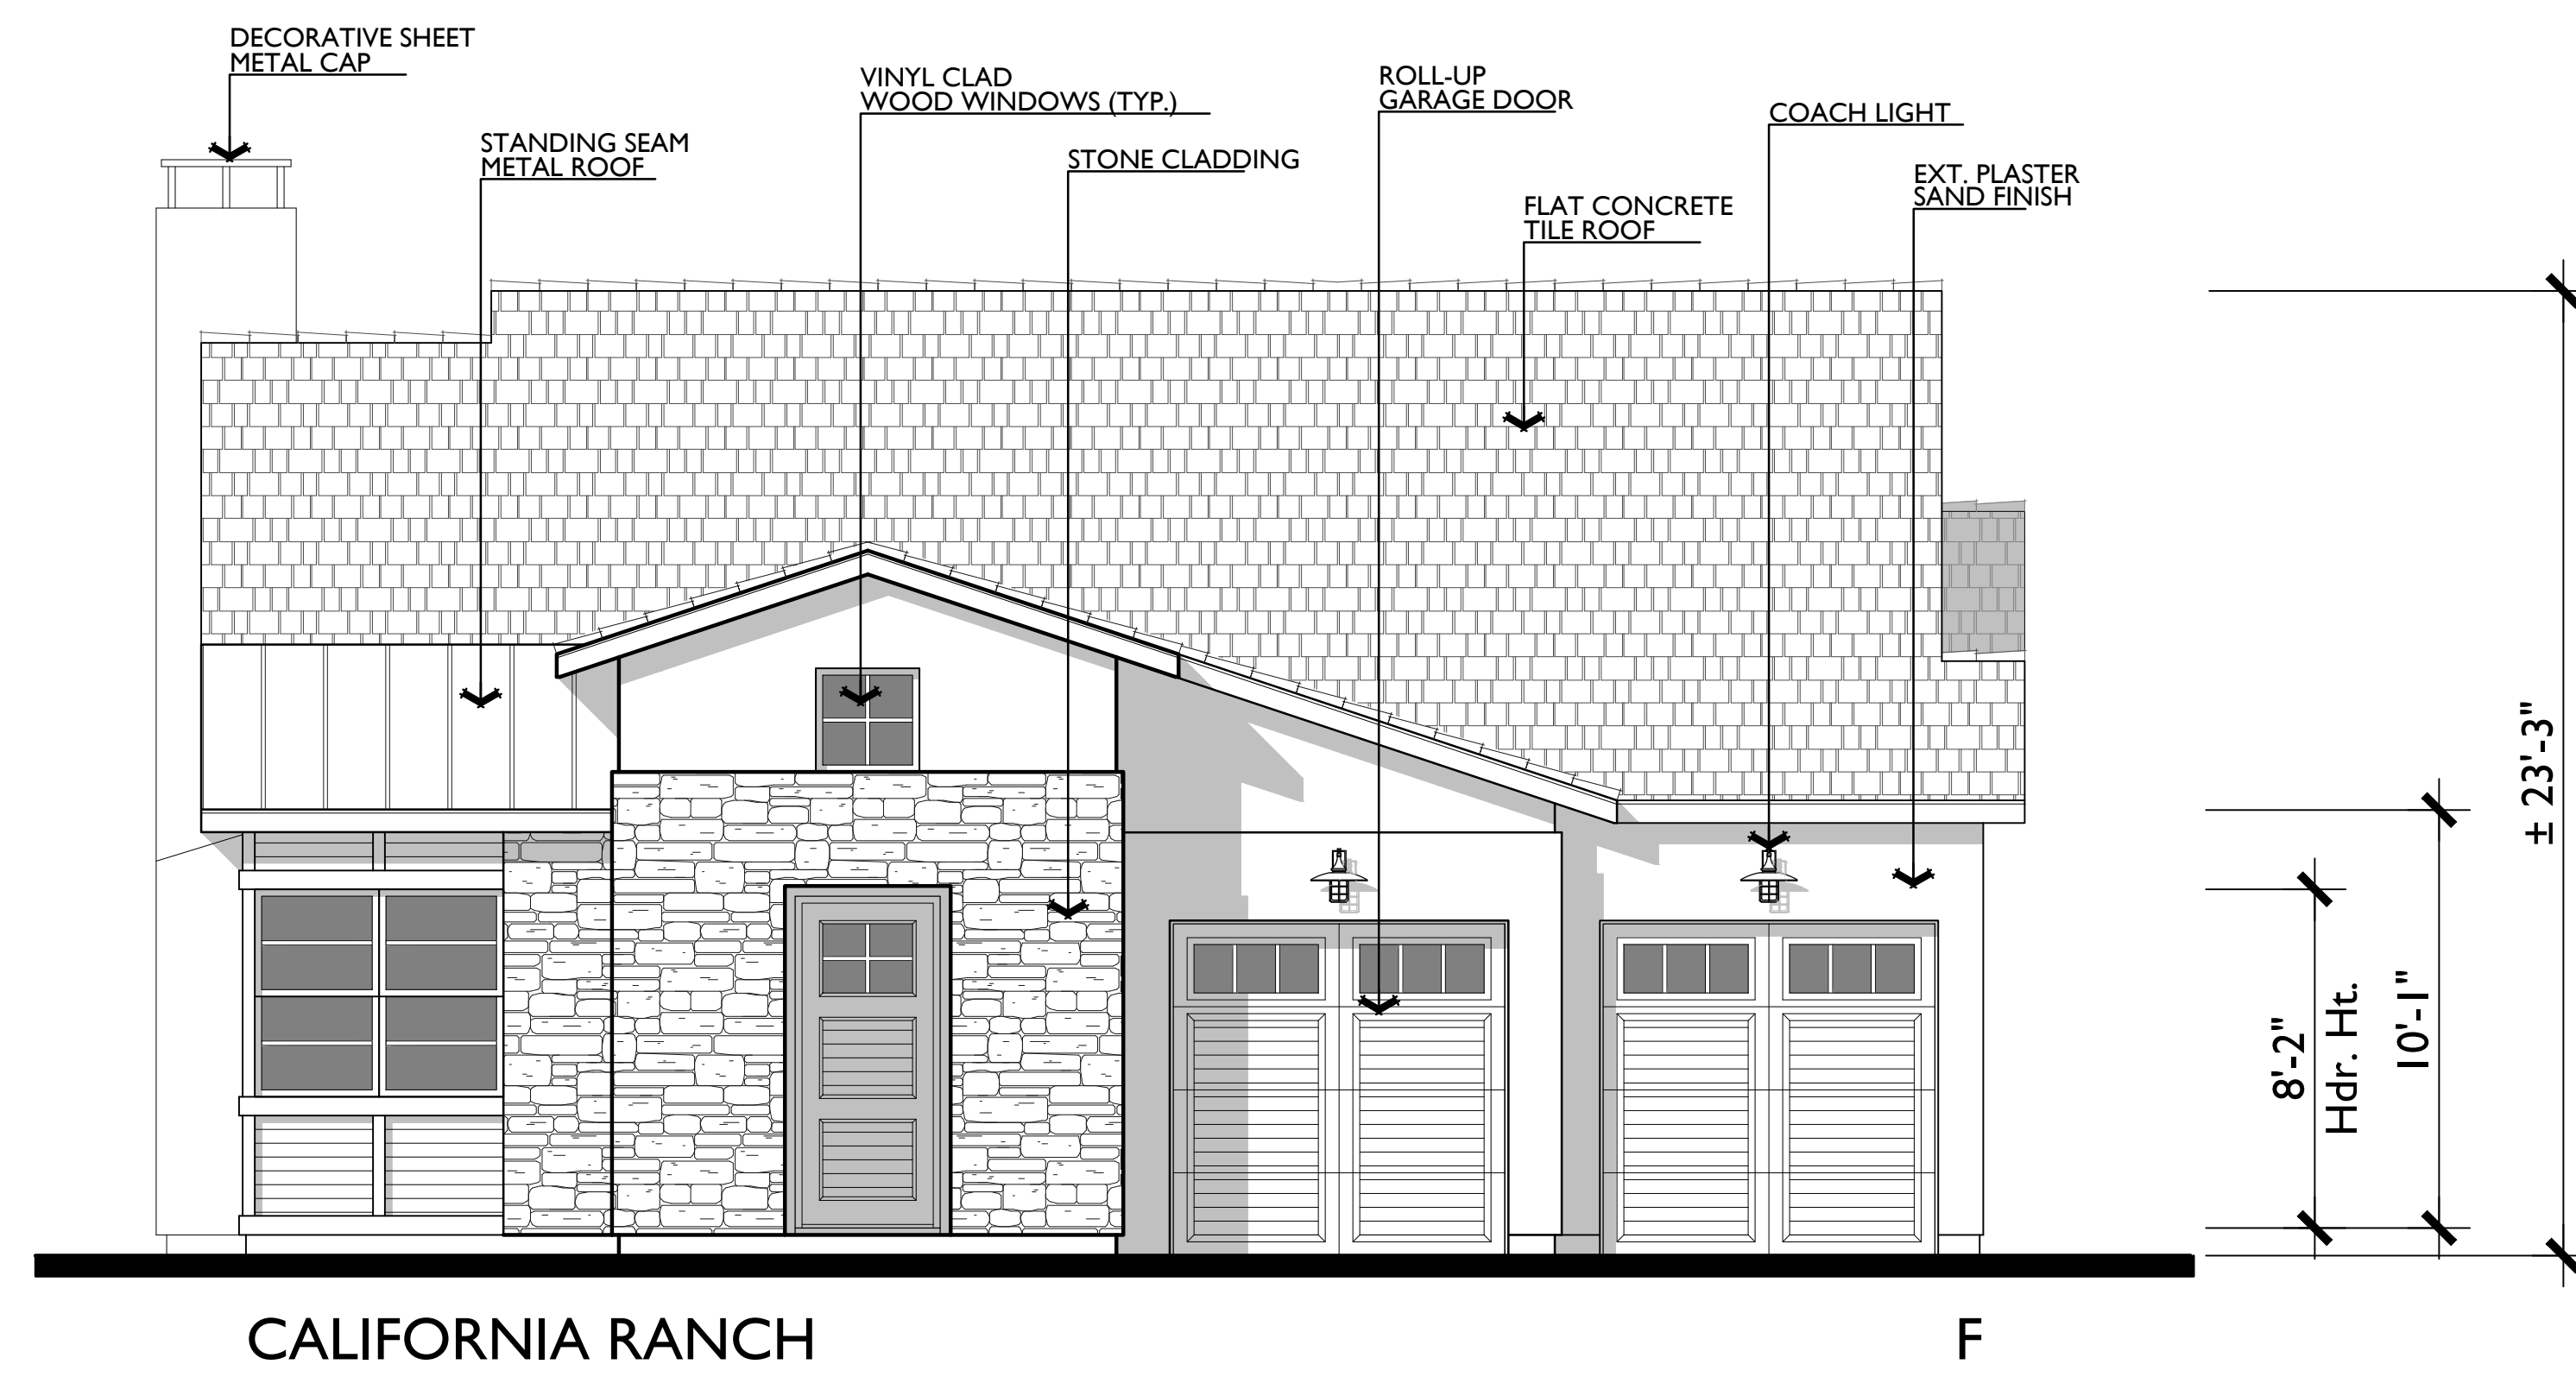 DECORATIVE SHEET
METAL CAP
STANDING SEAM
METAL ROOF
VINYL CLAD
WOOD WINDOWS (TYP.)
STONE CLADDING
ROLL-UP
GARAGE DOOR
FLAT CONCRETE
TILE ROOF
COACH LIGHT
EXT. PLASTER
SAND FINISH
8'-2"
Hdr. Ht.
10'-1"
± 23'-3"
CALIFORNIA RANCH
F